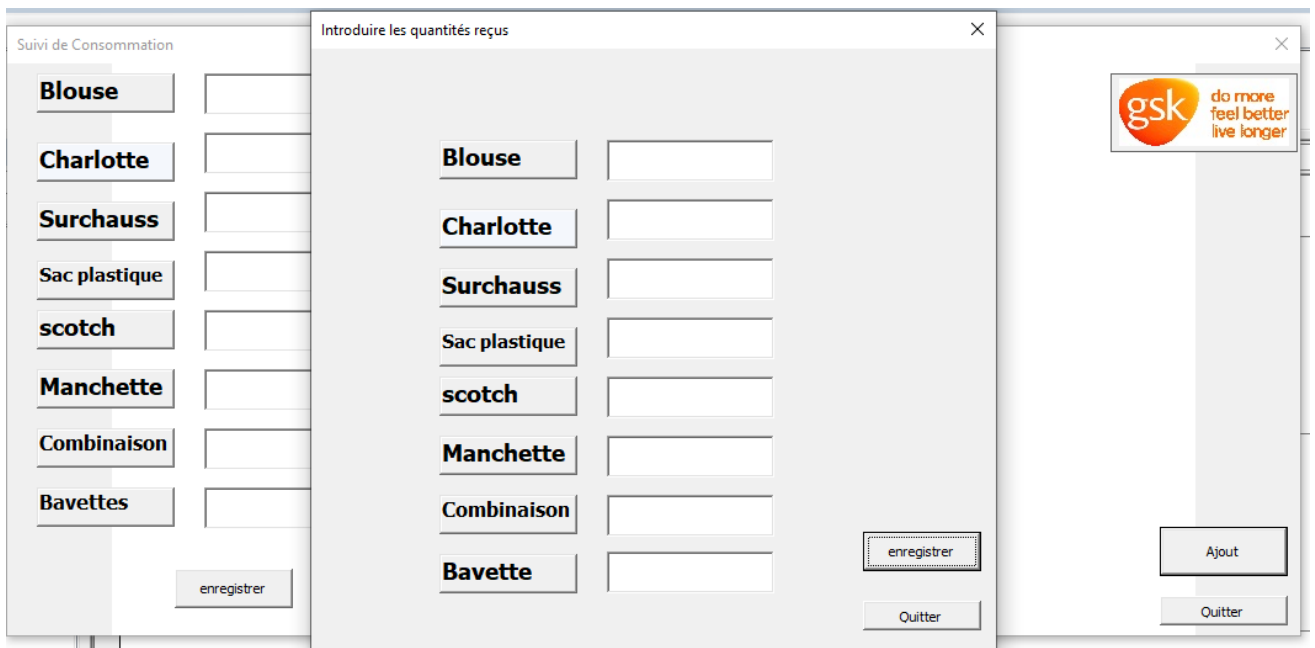 Suivi de Consommation
Blouse
Charlotte
Surchauss
Sac plastique
scotch
Manchette
Combinaison
Bavettes
enregistrer
Introduire les quantités reçus
Blouse
Charlotte
Surchauss
Sac plastique
scotch
Manchette
Combinaison
Bavette
enregistrer
Quitter
gsk
do more
feel better
live longer
Ajout
Quitter